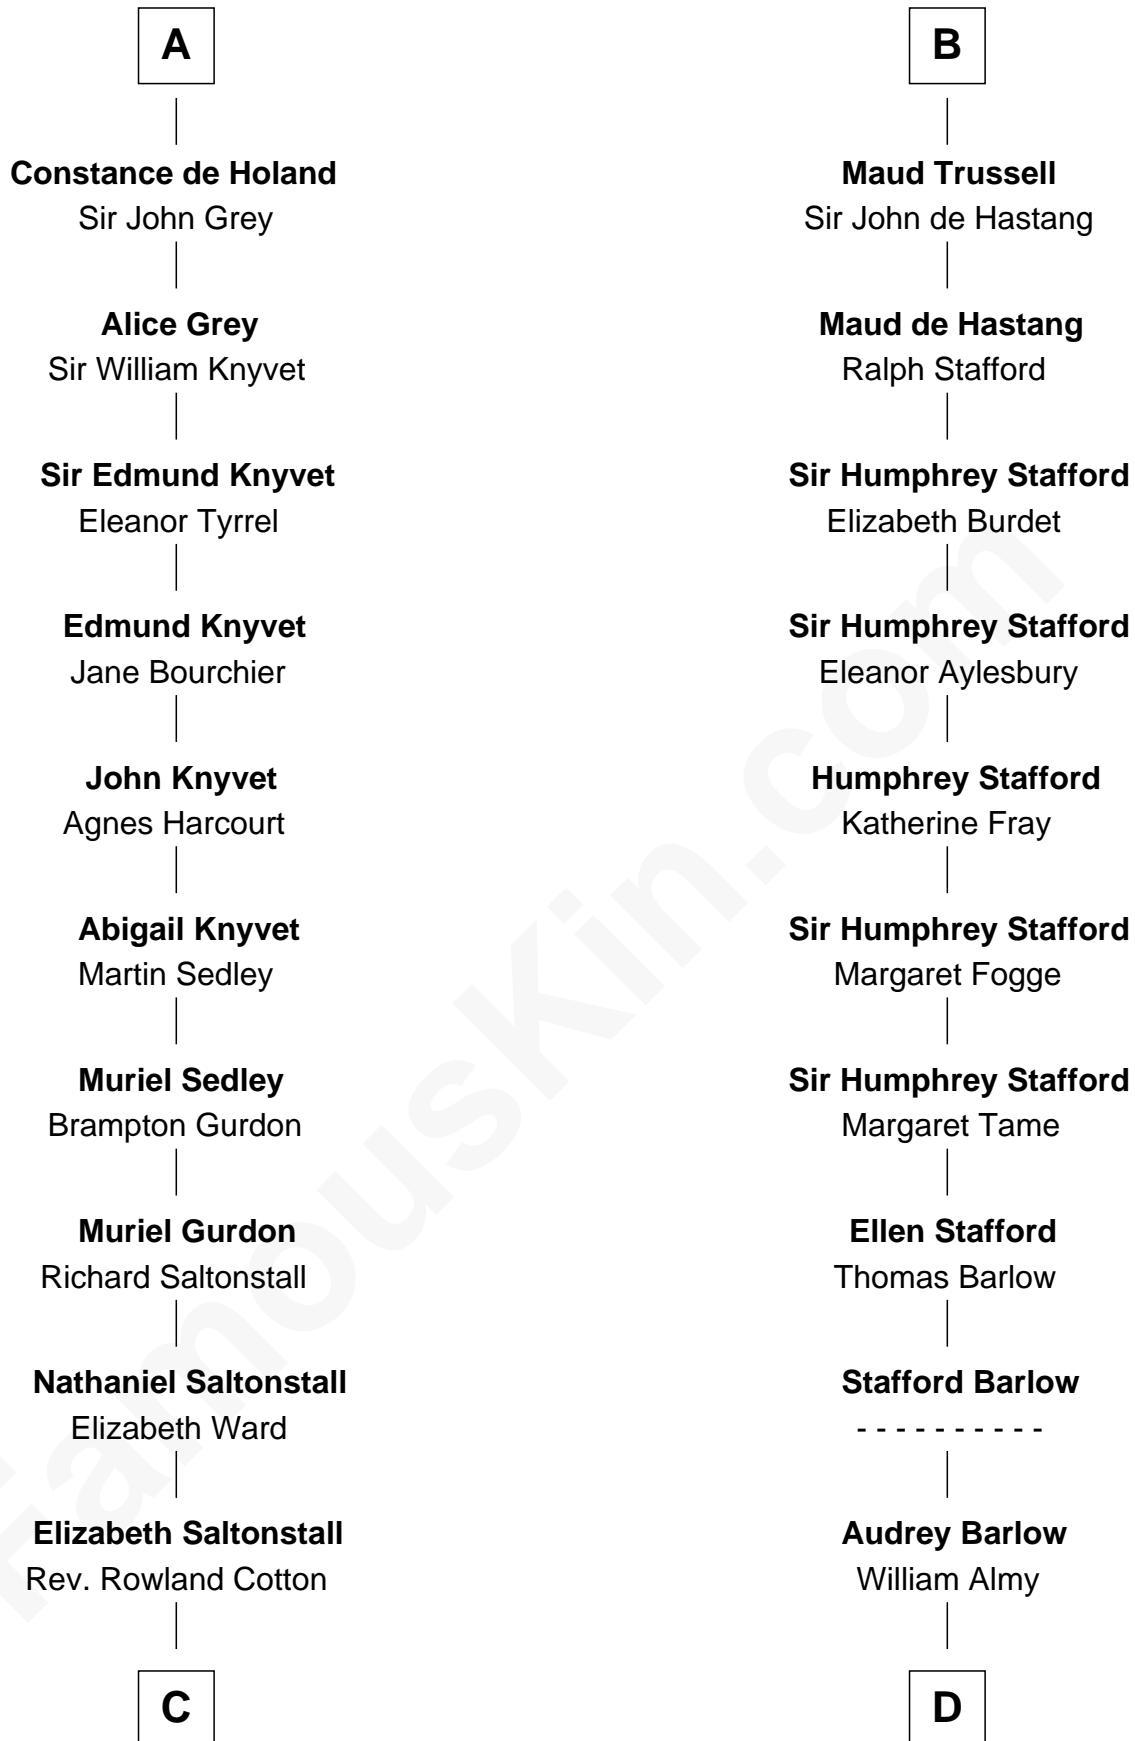 A
Constance de Holand
Sir John Grey
Alice Grey
Sir William Knyvet
Sir Edmund Knyvet
Eleanor Tyrrel
Edmund Knyvet
Jane Bourchier
John Knyvet
Agnes Harcourt
Abigail Knyvet
Martin Sedley
Muriel Sedley
Brampton Gurdon
Muriel Gurdon
Richard Saltonstall
Nathaniel Saltonstall
Elizabeth Ward
Elizabeth Saltonstall
Rev. Rowland Cotton
C
B
Maud Trussell
Sir John de Hastang
Maud de Hastang
Ralph Stafford
Sir Humphrey Stafford
Elizabeth Burdet
Sir Humphrey Stafford
Eleanor Aylesbury
Humphrey Stafford
Katherine Fray
Sir Humphrey Stafford
Margaret Fogge
Sir Humphrey Stafford
Margaret Tame
Ellen Stafford
Thomas Barlow
Stafford Barlow
- - - - - - - - - -
Audrey Barlow
William Almy
D
FamousKin.com